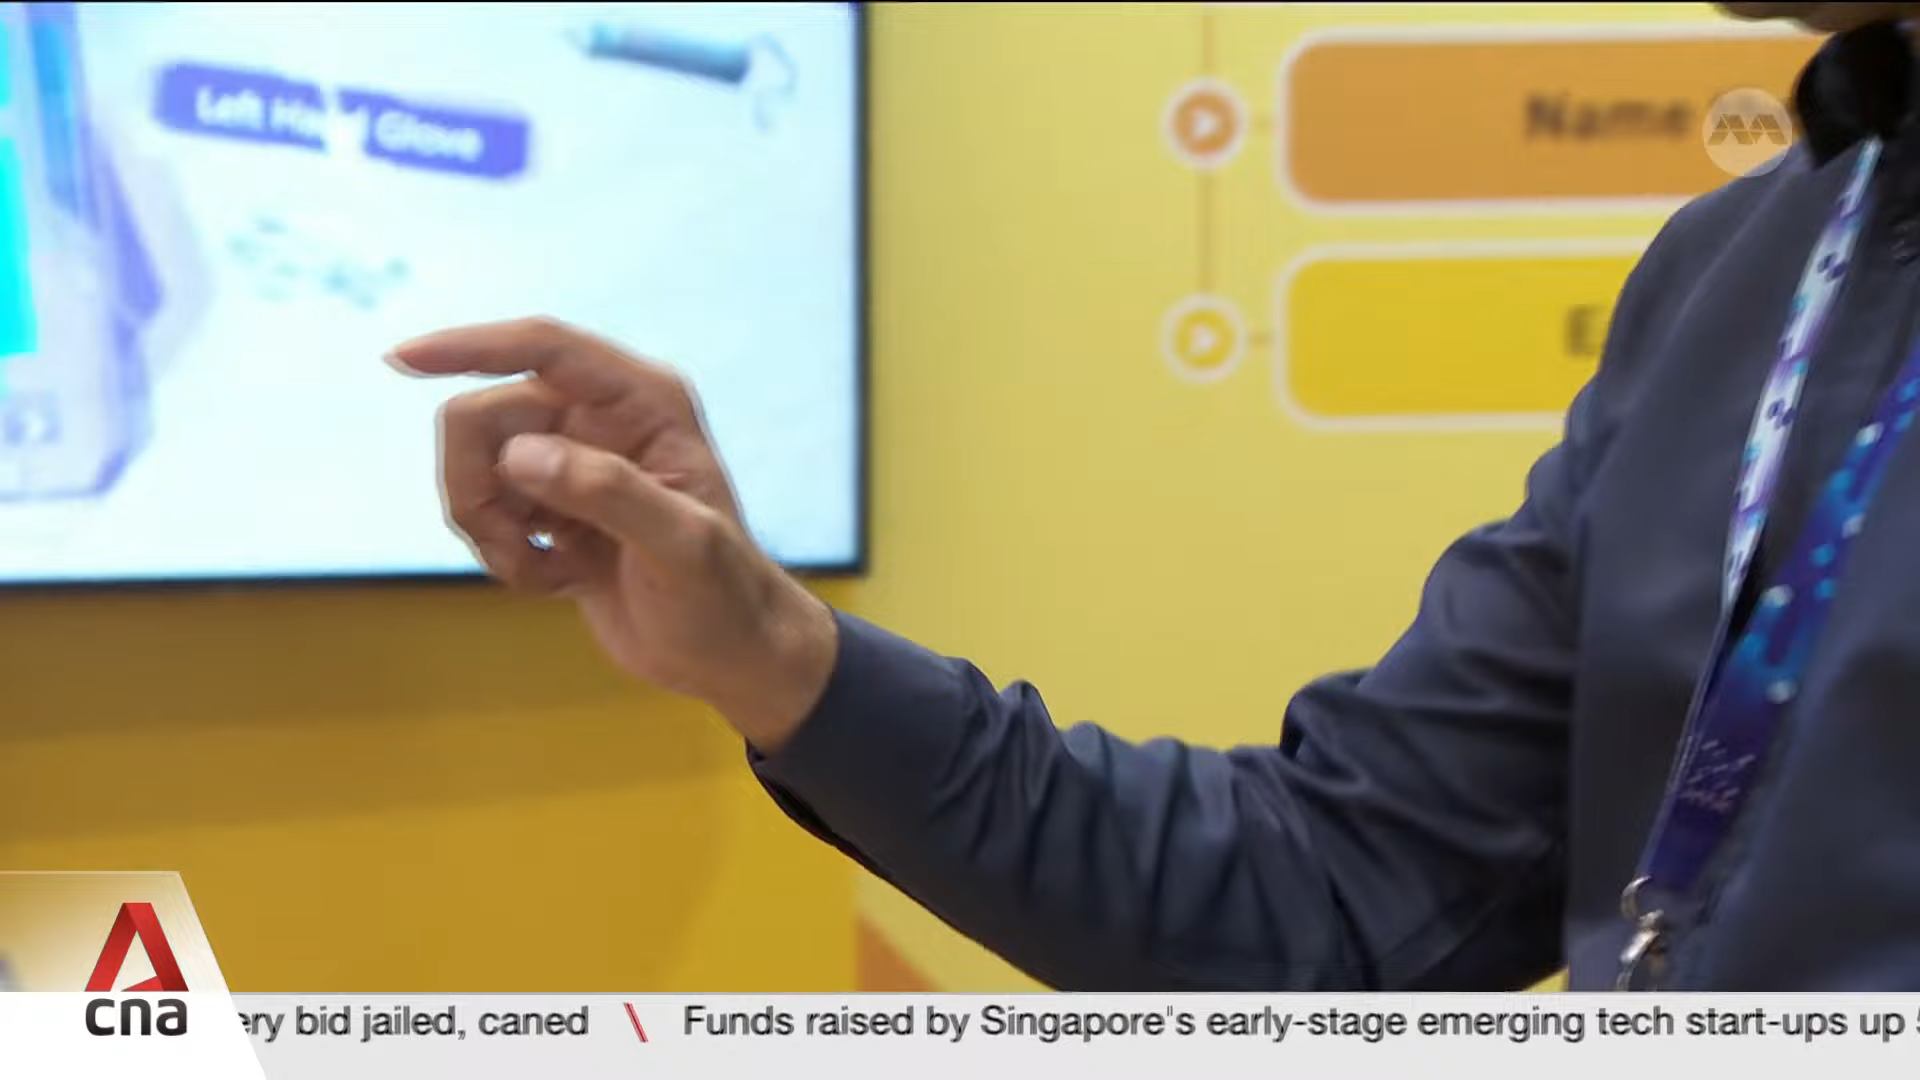 Left Hand Glove
Name
cna
ery bid jailed, caned \ Funds raised by Singapore's early-stage emerging tech start-ups up